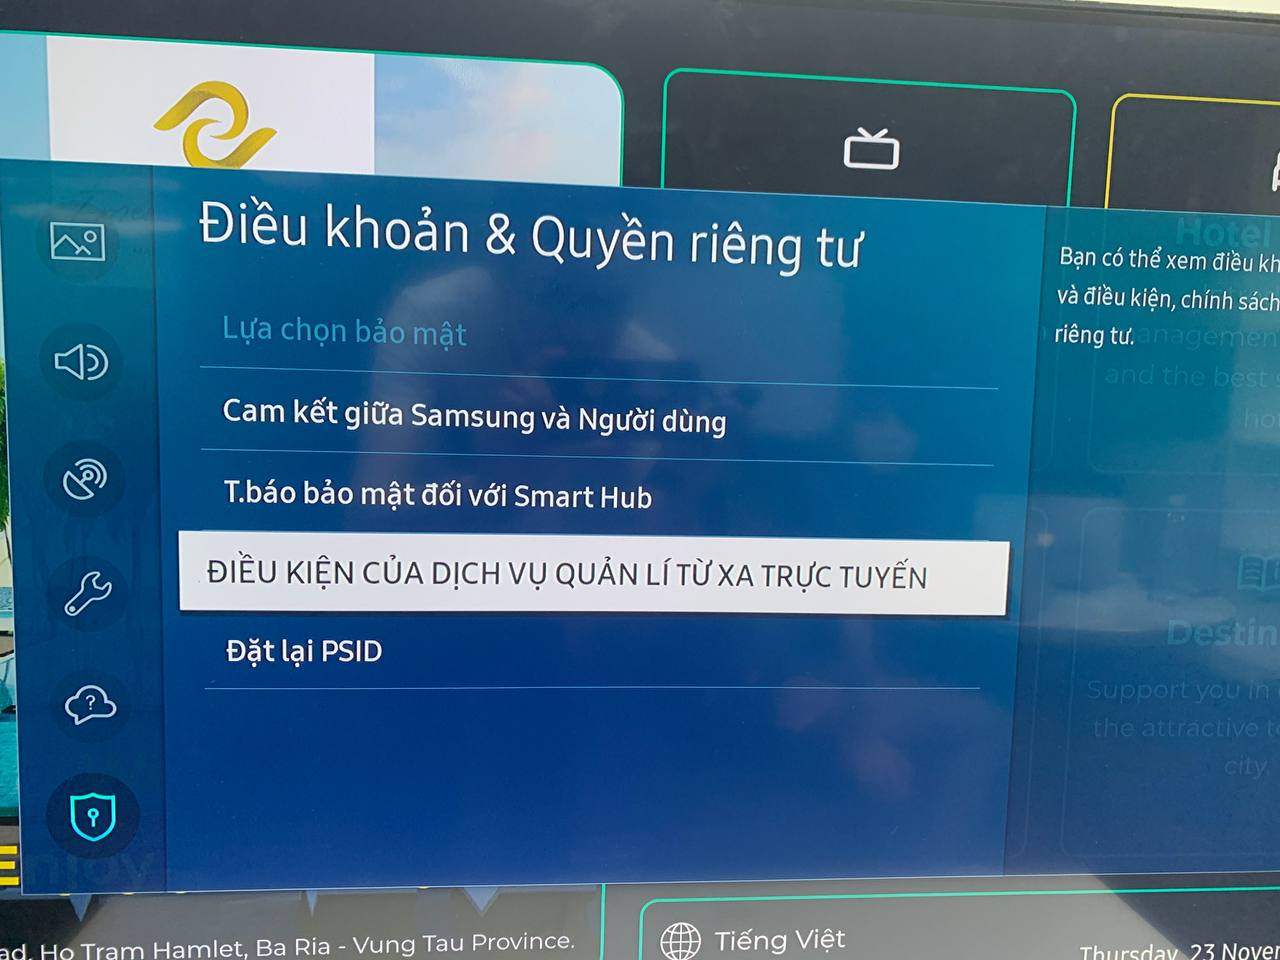 Điều khoản & Quyền riêng tư
Lựa chọn bảo mật
Cam kết giữa Samsung và Người dùng
T.báo bảo mật đối với Smart Hub
ĐIỀU KIỆN CỦA DỊCH VỤ QUẢN LÍ TỪ XA TRỰC TUYẾN
Đặt lại PSID
Bạn có thể xem điều kh
và điều kiện, chính sách
riêng tư.
Hotel
anagemen
and the best
ho
Destin
Support you in
the attractive t
city.
Enjoy
ad, Ho Tram Hamlet, Ba Ria - Vung Tau Province.
Tiếng Việt
Thursday, 23 Nover